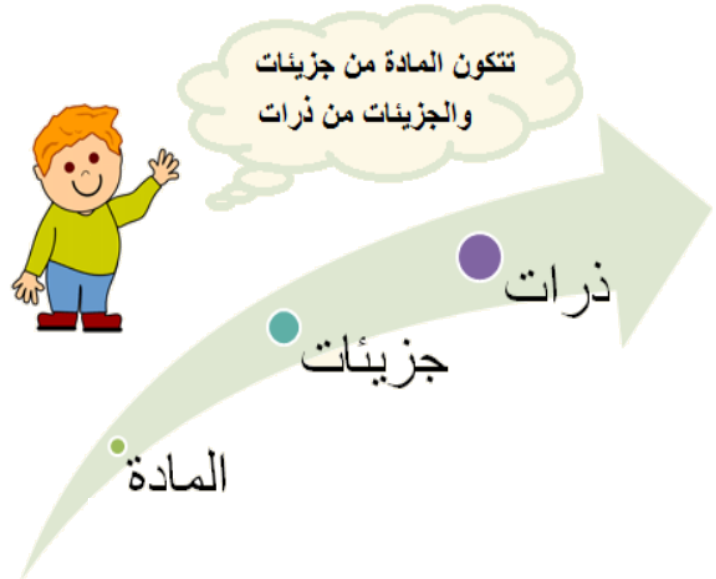 تتكون المادة من جزيئات
والجزيئات من ذرات
ذرات
جزيئات
المادة